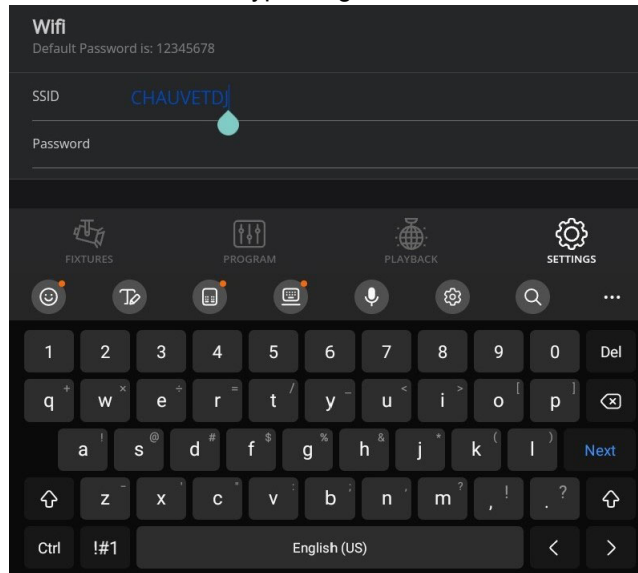 Wifi
Default Password is: 12345678
SSID CHAUVETDJ
Password
FIXTURES PROGRAM PLAYBACK SETTINGS
1 2 3 4 5 6 7 8 9 0 Del
q + w × e ÷ r = t / y _ u < i > o [ p ]
a ! s @ d # f $ g % h & j * k ( l ) Next
z - x ' c " v : b ; n , m ? , ! . ?
Ctrl !#1 English (US) < >